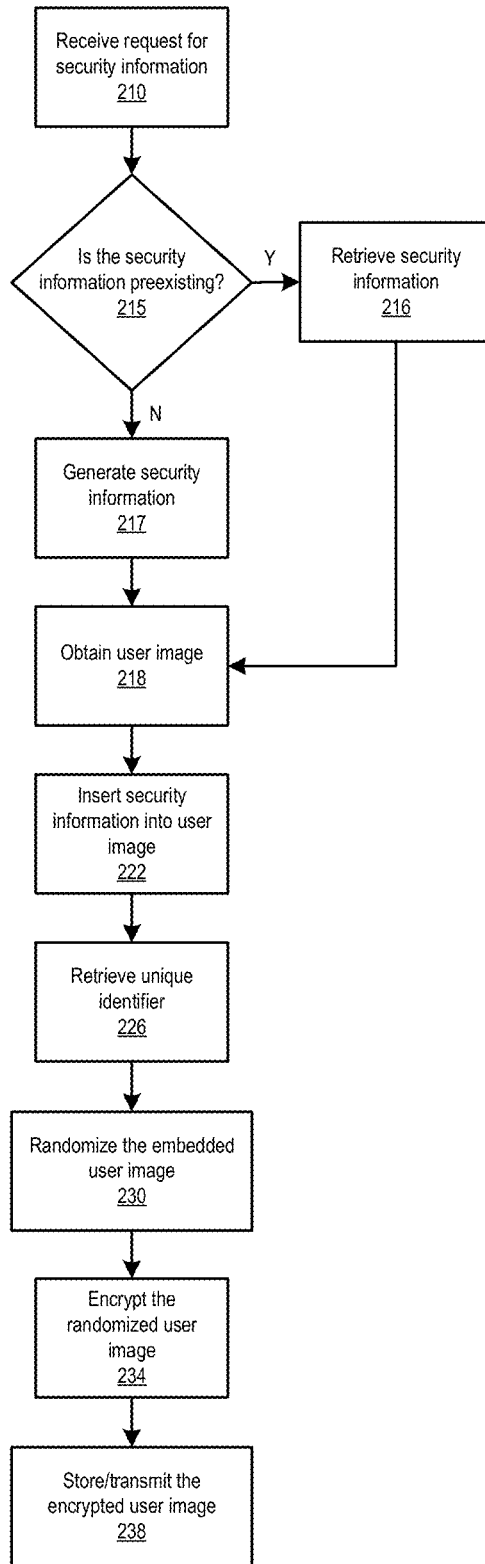 Receive request for
security information
210
Is the security
information preexisting?
215
Y
Retrieve security
information
216
N
Generate security
information
217
Obtain user image
218
Insert security
information into user
image
222
Retrieve unique
identifier
226
Randomize the embedded
user image
230
Encrypt the
randomized user
image
234
Store/transmit the
encrypted user image
238